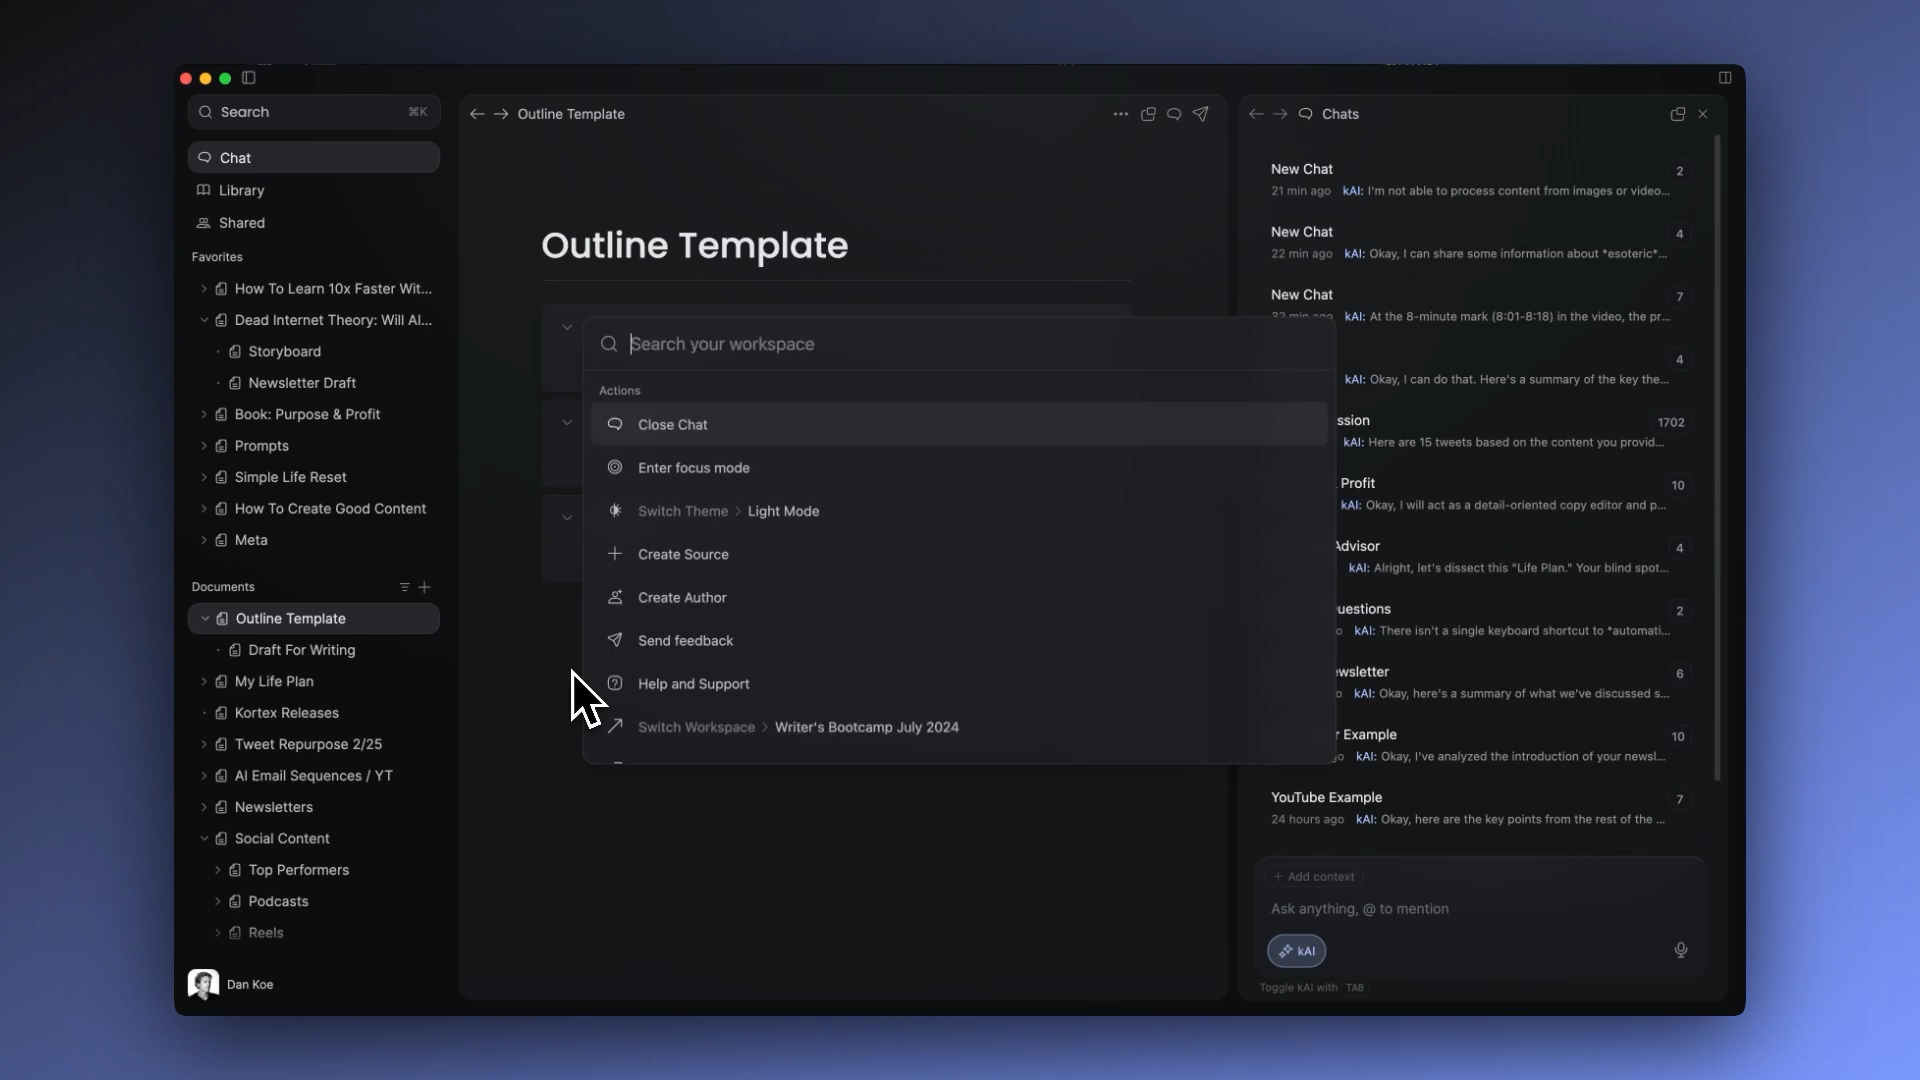 Search ⌘K
Chat
Library
Shared
Favorites
How To Learn 10x Faster Wit...
Dead Internet Theory: Will AI...
Storyboard
Newsletter Draft
Book: Purpose & Profit
Prompts
Simple Life Reset
How To Create Good Content
Meta
Documents
Outline Template
Draft For Writing
My Life Plan
Kortex Releases
Tweet Repurpose 2/25
AI Email Sequences / YT
Newsletters
Social Content
Top Performers
Podcasts
Reels
Dan Koe
Outline Template
Outline Template
Search your workspace
Actions
Close Chat
Enter focus mode
Switch Theme > Light Mode
Create Source
Create Author
Send feedback
Help and Support
Switch Workspace > Writer's Bootcamp July 2024
Chats
New Chat 2
21 min ago kAI: I'm not able to process content from images or video...
New Chat 4
22 min ago kAI: Okay, I can share some information about *esoteric*...
New Chat 7
32 min ago kAI: At the 8-minute mark (8:01-8:18) in the video, the pr...
4
kAI: Okay, I can do that. Here's a summary of the key the...
ssion 1702
kAI: Here are 15 tweets based on the content you provid...
Profit 10
kAI: Okay, I will act as a detail-oriented copy editor and p...
Advisor 4
kAI: Alright, let's dissect this "Life Plan." Your blind spot...
uestions 2
o kAI: There isn't a single keyboard shortcut to *automati...
ewsletter 6
o kAI: Okay, here's a summary of what we've discussed s...
r Example 10
go kAI: Okay, I've analyzed the introduction of your newsl...
YouTube Example 7
24 hours ago kAI: Okay, here are the key points from the rest of the ...
+ Add context
Ask anything, @ to mention
kAI
Toggle kAI with TAB